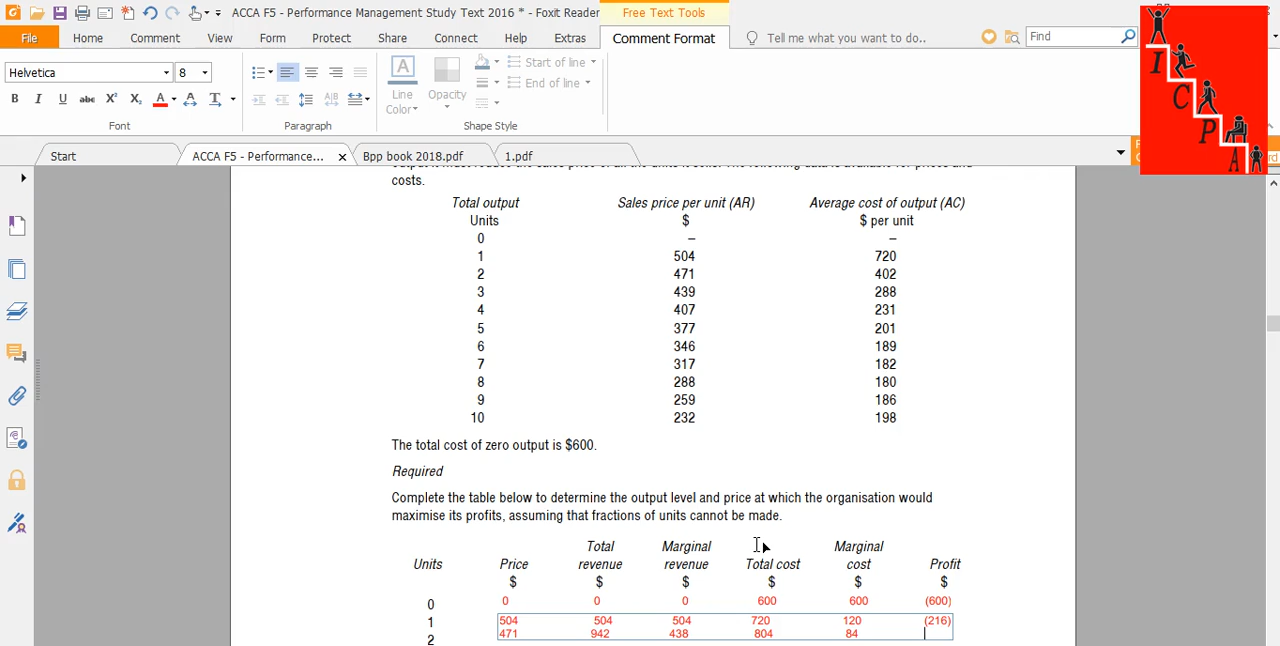 ACCA F5 - Performance Management Study Text 2016 * - Foxit Reader
Free Text Tools
File Home Comment View Form Protect Share Connect Help Extras Comment Format Tell me what you want to do.. Find
Helvetica 8 Start of line
B I U abc X² X₂ A T Line Color Opacity End of line
Font Paragraph Shape Style
Start ACCA F5 - Performance... Bpp book 2018.pdf 1.pdf
I C P A
costs.
Total output Sales price per unit (AR) Average cost of output (AC)
Units $ $ per unit
0 – –
1 504 720
2 471 402
3 439 288
4 407 231
5 377 201
6 346 189
7 317 182
8 288 180
9 259 186
10 232 198
The total cost of zero output is $600.
Required
Complete the table below to determine the output level and price at which the organisation would
maximise its profits, assuming that fractions of units cannot be made.
Total Marginal Marginal
Units Price revenue revenue Total cost cost Profit
$ $ $ $ $ $
0 0 0 0 600 600 (600)
1 504 504 504 720 120 (216)
2 471 942 438 804 84